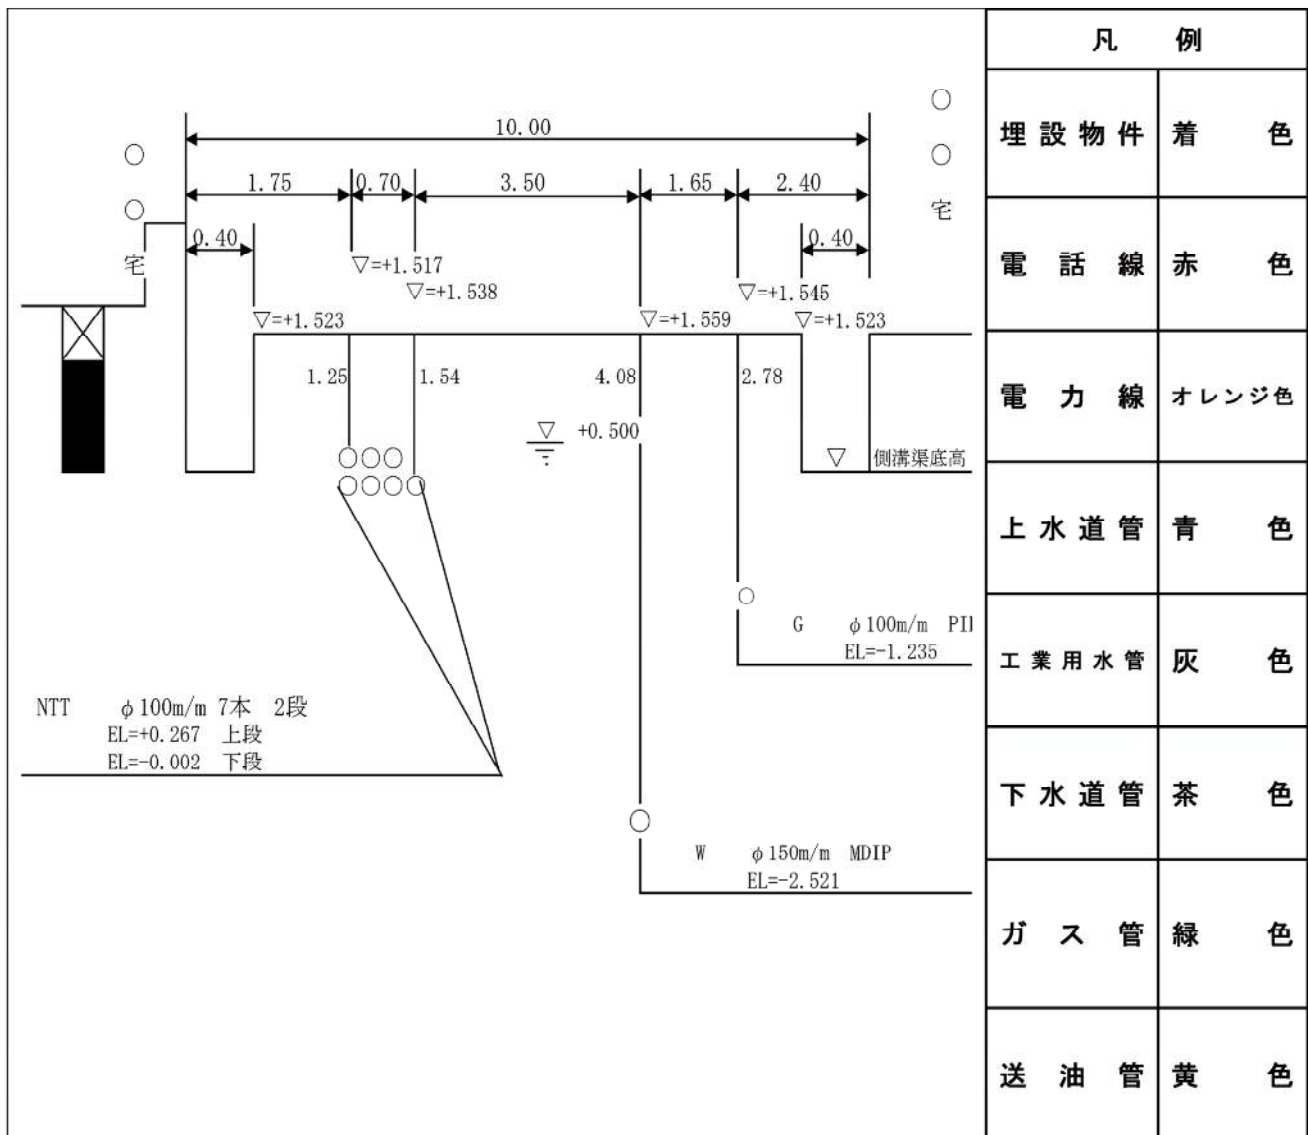 10.00
1.75 0.70 3.50 1.65 2.40
○○宅
○○宅
0.40 0.40
▽=+1.517
▽=+1.538 ▽=+1.545
▽=+1.523 ▽=+1.559 ▽=+1.523
1.25 1.54 4.08 2.78
▽ +0.500
▽ 側溝渠底高
G φ100m/m
EL=-1.235
NTT φ100m/m 7本 2段
EL=+0.267 上段
EL=-0.002 下段
W φ150m/m MDIP
EL=-2.521
凡例
埋設物件 着色
電話線 赤色
電力線 オレンジ色
上水道管 青色
工業用水管 灰色
下水道管 茶色
ガス管 緑色
送油管 黄色